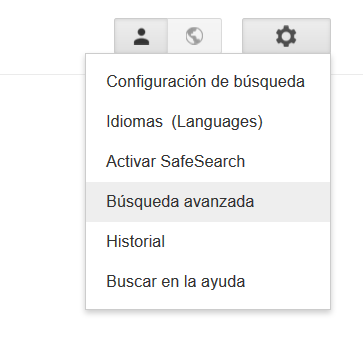 Configuración de búsqueda
Idiomas (Languages)
Activar SafeSearch
Búsqueda avanzada
Historial
Buscar en la ayuda